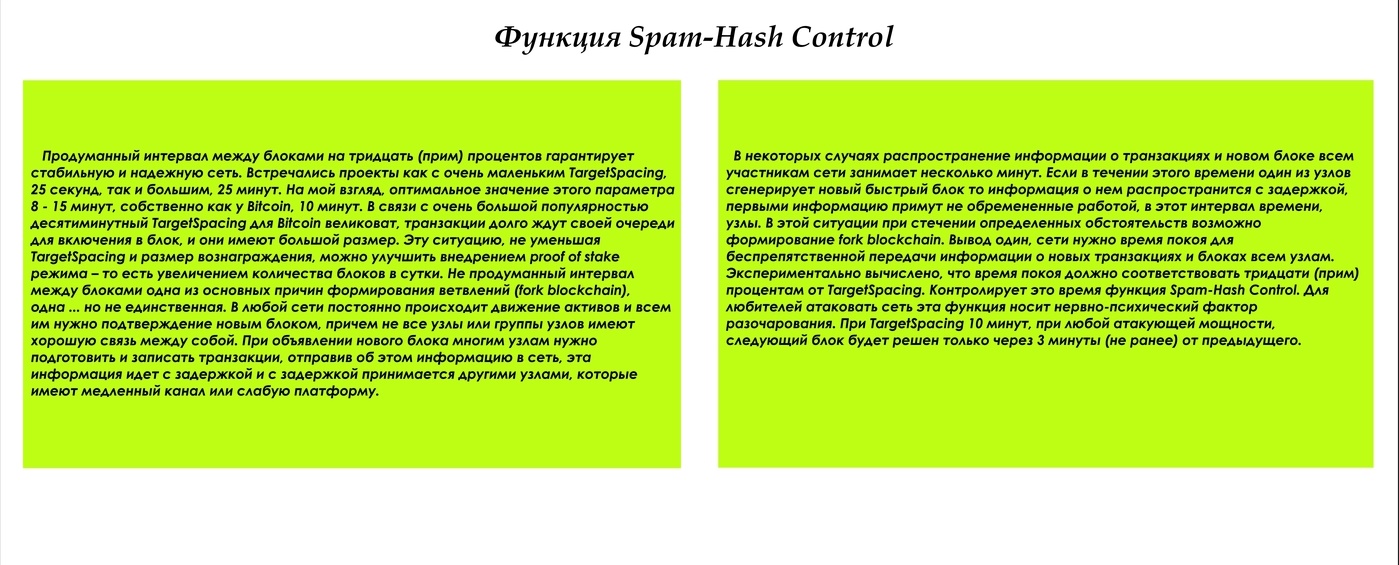 Функция Spam-Hash Control
Продуманный интервал между блоками на тридцать (прим) процентов гарантирует
стабильную и надежную сеть. Встречались проекты как с очень маленьким TargetSpacing,
25 секунд, так и большим, 25 минут. На мой взгляд, оптимальное значение этого параметра
8 - 15 минут, собственно как у Bitcoin, 10 минут. В связи с очень большой популярностью
десятиминутный TargetSpacing для Bitcoin великоват, транзакции долго ждут своей очереди
для включения в блок, и они имеют большой размер. Эту ситуацию, не уменьшая
TargetSpacing и размер вознаграждения, можно улучшить внедрением proof of stake
режима – то есть увеличением количества блоков в сутки. Не продуманный интервал
между блоками одна из основных причин формирования ветвлений (fork blockchain),
одна ... но не единственная. В любой сети постоянно происходит движение активов и всем
им нужно подтверждение новым блоком, причем не все узлы или группы узлов имеют
хорошую связь между собой. При объявлении нового блока многим узлам нужно
подготовить и записать транзакции, отправив об этом информацию в сеть, эта
информация идет с задержкой и с задержкой принимается другими узлами, которые
имеют медленный канал или слабую платформу.
В некоторых случаях распространение информации о транзакциях и новом блоке всем
участникам сети занимает несколько минут. Если в течении этого времени один из узлов
сгенерирует новый быстрый блок то информация о нем распространится с задержкой,
первыми информацию примут не обремененные работой, в этот интервал времени,
узлы. В этой ситуации при стечении определенных обстоятельств возможно
формирование fork blockchain. Вывод один, сети нужно время покоя для
беспрепятственной передачи информации о новых транзакциях и блоках всем узлам.
Экспериментально вычислено, что время покоя должно соответствовать тридцати (прим)
процентам от TargetSpacing. Контролирует это время функция Spam-Hash Control. Для
любителей атаковать сеть эта функция носит нервно-психический фактор
разочарования. При TargetSpacing 10 минут, при любой атакующей мощности,
следующий блок будет решен только через 3 минуты (не ранее) от предыдущего.